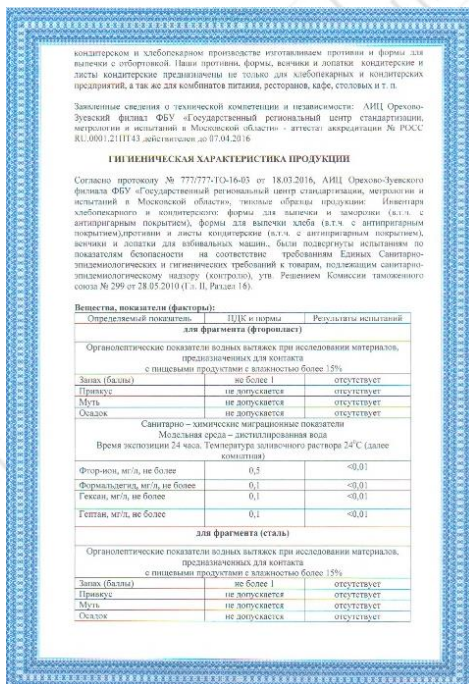 кондитерском и хлебопекарном производстве изготавливаем противни и формы для
выпечки с отбортовкой. Наши противни, формы, венчики и лопатки кондитерские и
листы кондитерские предназначены не только для хлебопекарных и кондитерских
предприятий, а так же для комбинатов питания, ресторанов, кафе, столовых и т. п.
Заявленные сведения о технической компетенции и независимости: АИЦ Орехово-
Зуевский филиал ФБУ «Государственный региональный центр стандартизации,
метрологии и испытаний в Московской области» - аттестат аккредитации № РОСС
RU.0001.21ПТ43 действителен до 07.04.2016
ГИГИЕНИЧЕСКАЯ ХАРАКТЕРИСТИКА ПРОДУКЦИИ
Согласно протоколу № 777/777-ТО-16-03 от 18.03.2016, АИЦ Орехово-Зуевского
филиала ФБУ «Государственный региональный центр стандартизации, метрологии и
испытаний в Московской области», типовые образцы продукции: Инвентарь
хлебопекарного и кондитерского: формы для выпечки и заморозки (в.т.ч. с
антипригарным покрытием), формы для выпечки хлеба (в.т.ч. с антипригарным
покрытием),противни и листы кондитерские (в.т.ч. с антипригарным покрытием),
венчики и лопатки для взбивальных машин., были подвергнуты испытаниям по
показателям безопасности на соответствие требованиям Единых Санитарно-
эпидемиологических и гигиенических требований к товарам, подлежащим санитарно-
эпидемиологическому надзору (контролю), утв. Решением Комиссии таможенного
союза № 299 от 28.05.2010 (Гл. II, Раздел 16).
Вещества, показатели (факторы):
Определяемый показатель ПДК и нормы Результаты испытаний
для фрагмента (фторопласт)
Органолептические показатели водных вытяжек при исследовании материалов,
предназначенных для контакта
с пищевыми продуктами с влажностью более 15%
Запах (баллы) не более 1 отсутствует
Привкус не допускается отсутствует
Муть не допускается отсутствует
Осадок не допускается отсутствует
Санитарно – химические миграционные показатели
Модельная среда – дистиллированная вода
Время экспозиции 24 часа. Температура заливочного раствора 24⁰С (далее
комнатная)
Фтор-ион, мг/л, не более 0,5 <0,01
Формальдегид, мг/л, не более 0,1 <0,01
Гексан, мг/л, не более 0,1 <0,01
Гептан, мг/л, не более 0,1 <0,01
для фрагмента (сталь)
Органолептические показатели водных вытяжек при исследовании материалов,
предназначенных для контакта
с пищевыми продуктами с влажностью более 15%
Запах (баллы) не более 1 отсутствует
Привкус не допускается отсутствует
Муть не допускается отсутствует
Осадок не допускается отсутствует